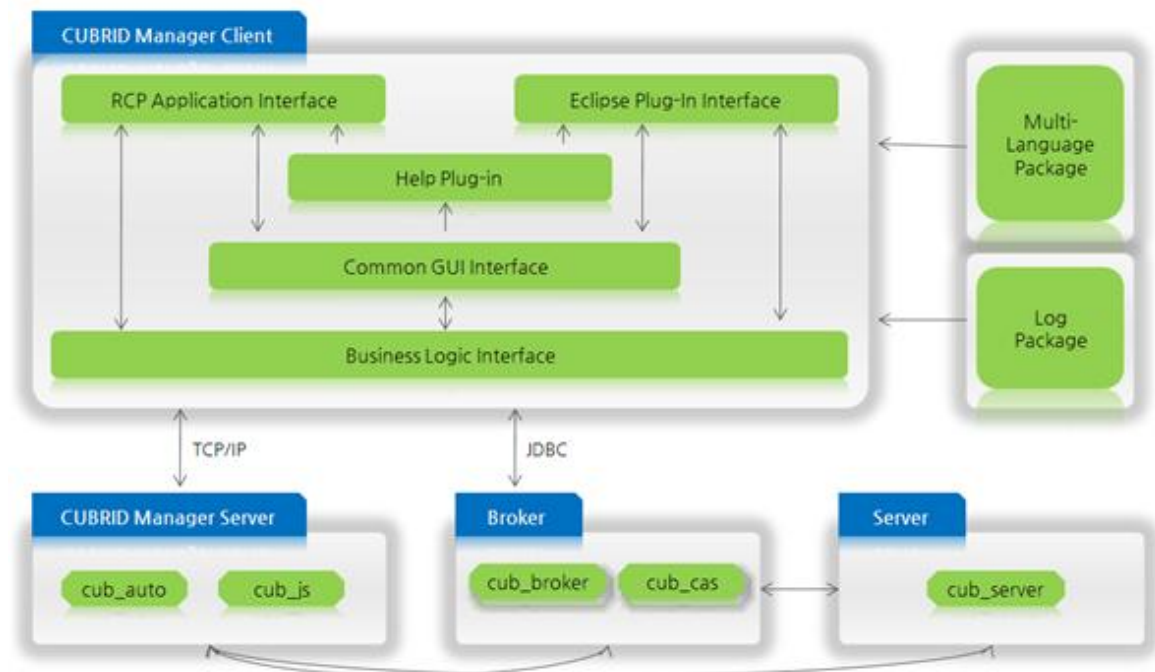 CUBRID Manager Client
RCP Application Interface
Eclipse Plug-In Interface
Help Plug-in
Common GUI Interface
Business Logic Interface
Multi-
Language
Package
Log
Package
TCP/IP
JDBC
CUBRID Manager Server
Broker
Server
cub_auto
cub_js
cub_broker
cub_cas
cub_server